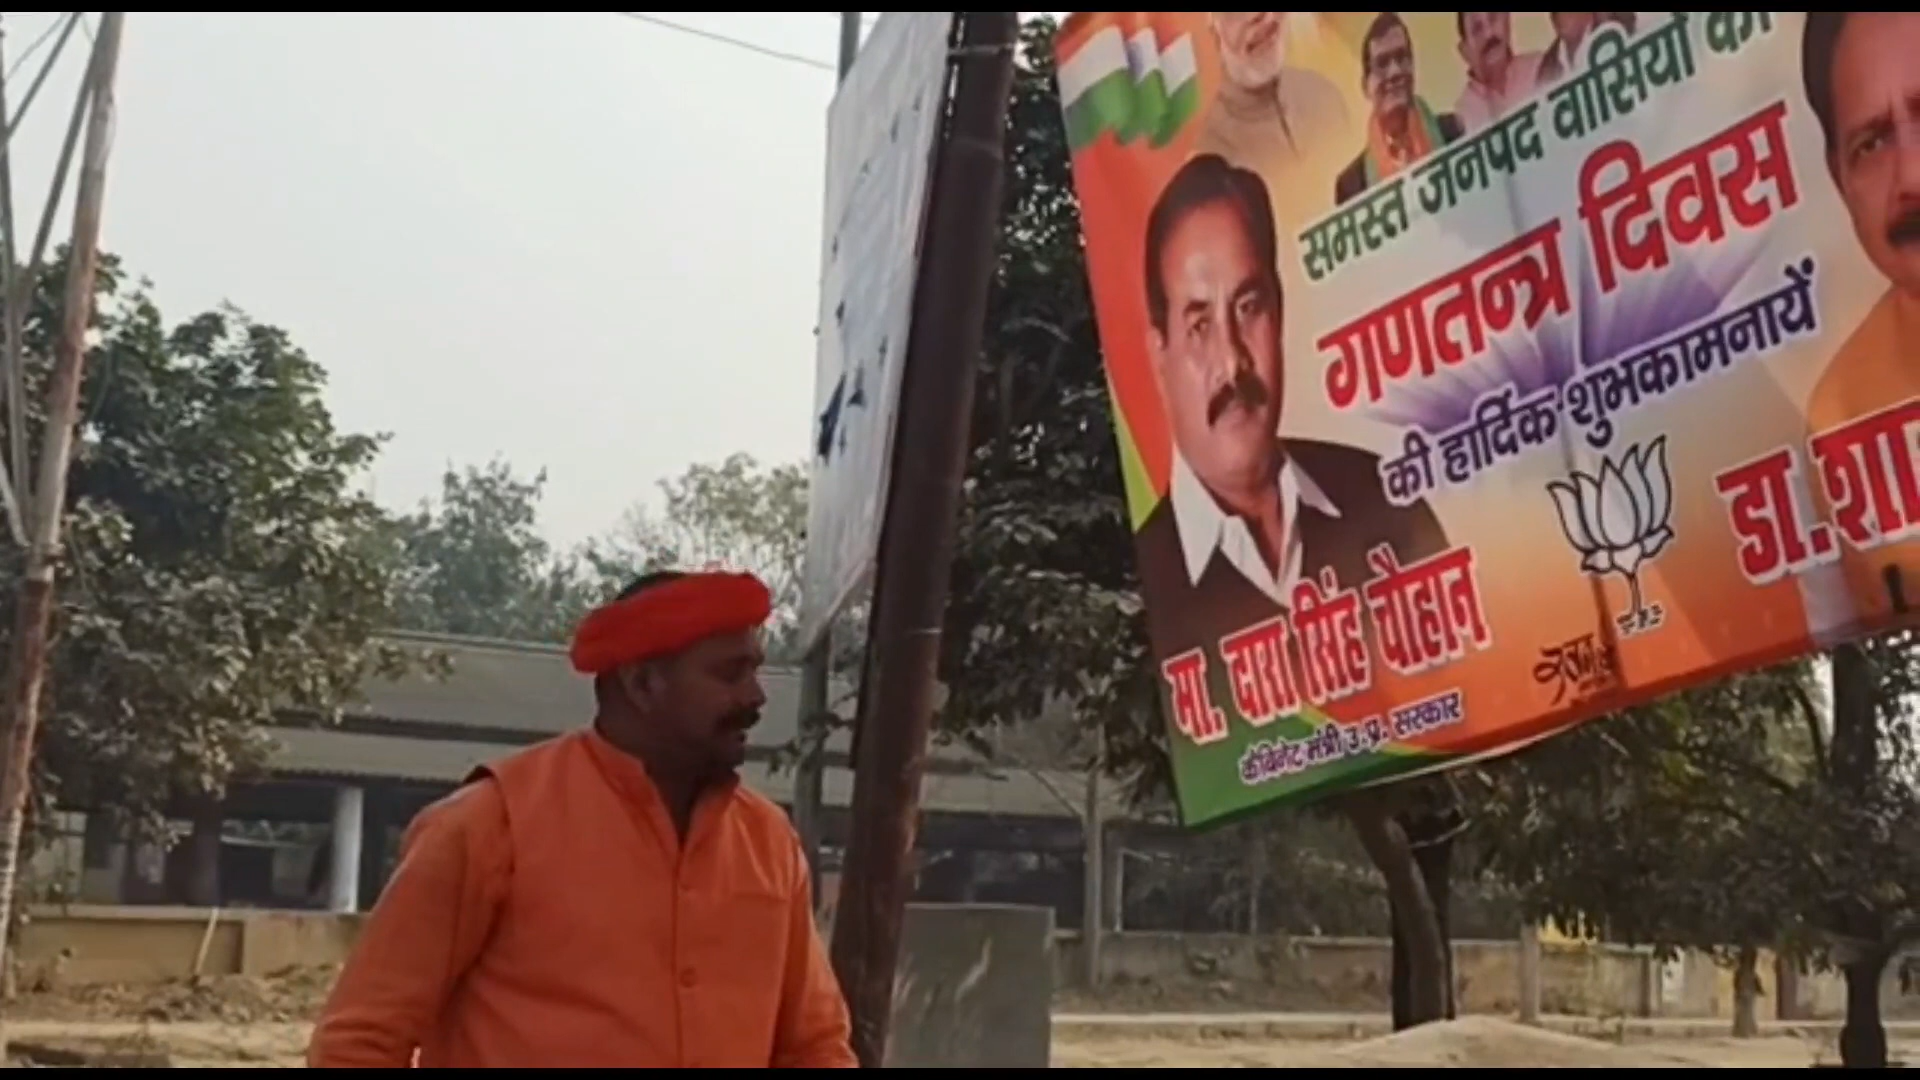 समस्त जनपद वासियों को
गणतन्त्र दिवस
की हार्दिक शुभकामनायें
मा. दारा सिंह चौहान
कैबिनेट मंत्री उ.प्र. सरकार
डा.